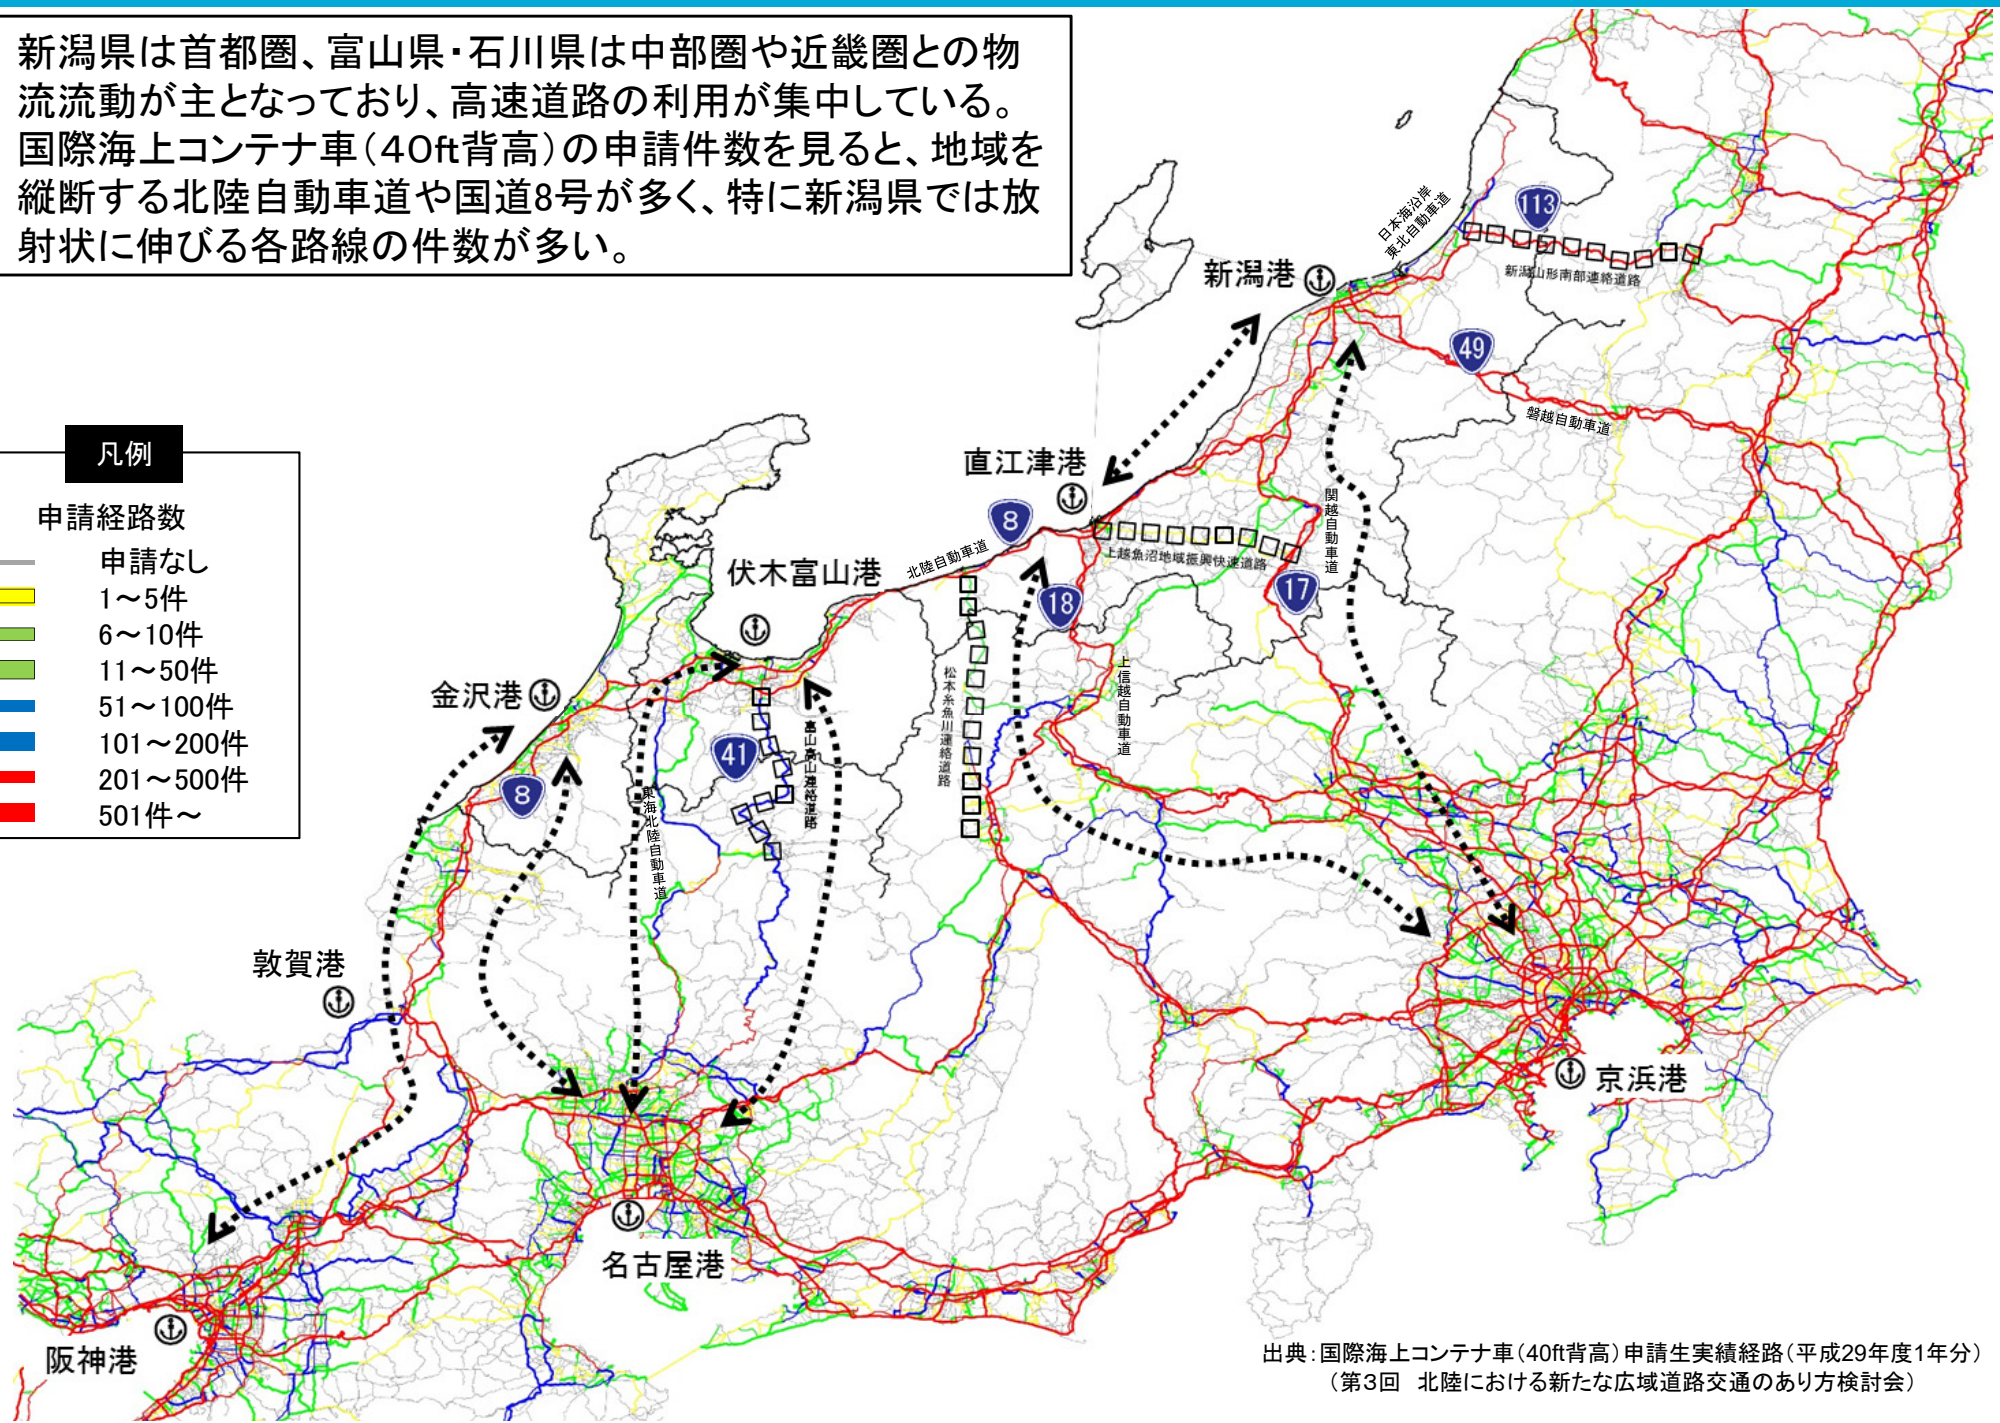 新潟県は首都圏、富山県・石川県は中部圏や近畿圏との物
流流動が主となっており、高速道路の利用が集中している。
国際海上コンテナ車（40ft背高）の申請件数を見ると、地域を
縦断する北陸自動車道や国道8号が多く、特に新潟県では放
射状に伸びる各路線の件数が多い。
凡例
申請経路数
申請なし
1～5件
6～10件
11～50件
51～100件
101～200件
201～500件
501件～
日本海沿岸
東北自動車道
113
新潟山形南部連絡道路
新潟港
49
磐越自動車道
直江津港
8
北陸自動車道
上越魚沼地域振興快速道路
関越自動車道
17
18
伏木富山港
上信越自動車道
松本糸魚川連絡道路
金沢港
8
41
富山高山連絡道路
東海北陸自動車道
敦賀港
京浜港
名古屋港
阪神港
出典：国際海上コンテナ車（40ft背高）申請生実績経路（平成29年度1年分）
（第3回　北陸における新たな広域道路交通のあり方検討会）